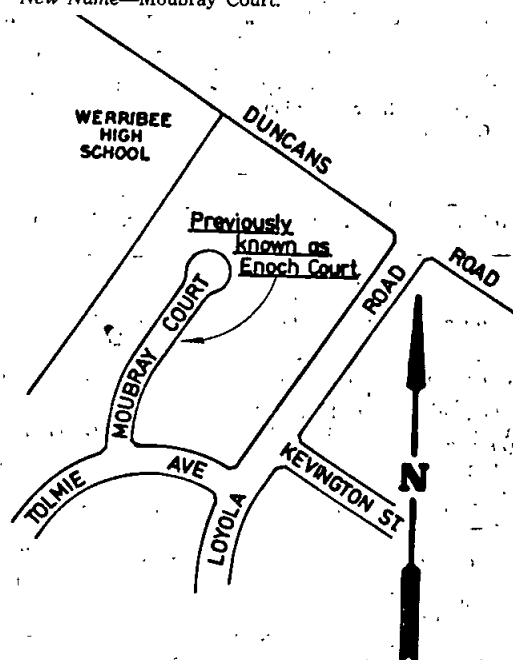 New Name—Moubray Court.
WERRIBEE
HIGH
SCHOOL
DUNCANS
ROAD
Previously
known as
Enoch Court
MOUBRAY COURT
LOYOLA ROAD
TOLMIE AVE
KEVINGTON ST
N